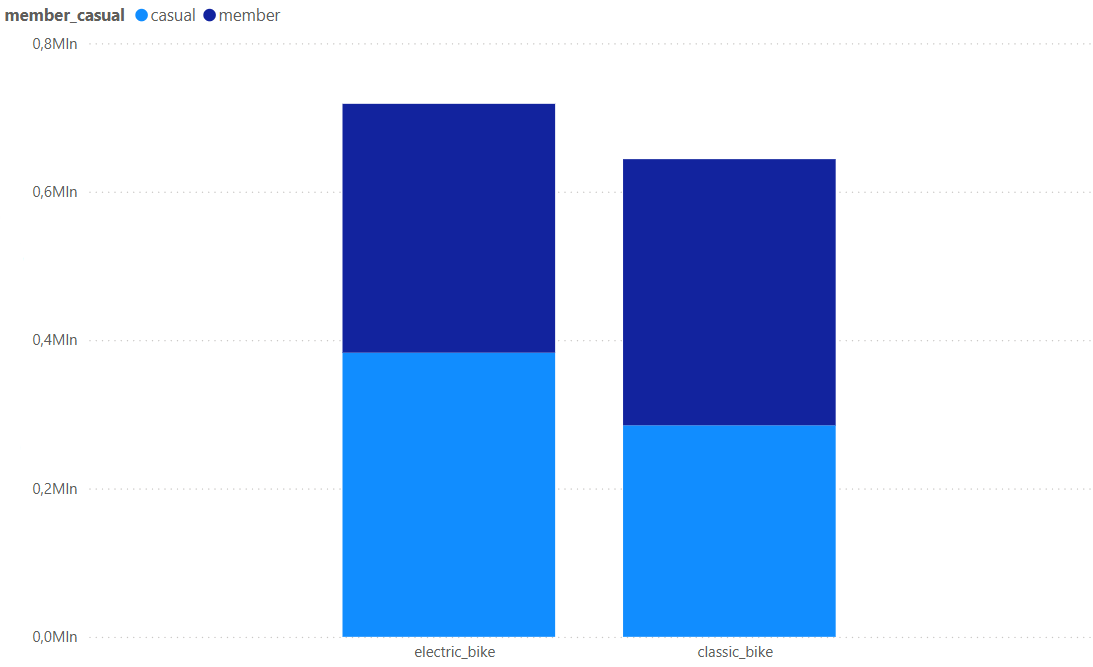 member_casual casual member
0,8Mln
0,6Mln
0,4Mln
0,2Mln
0,0Mln
electric_bike classic_bike